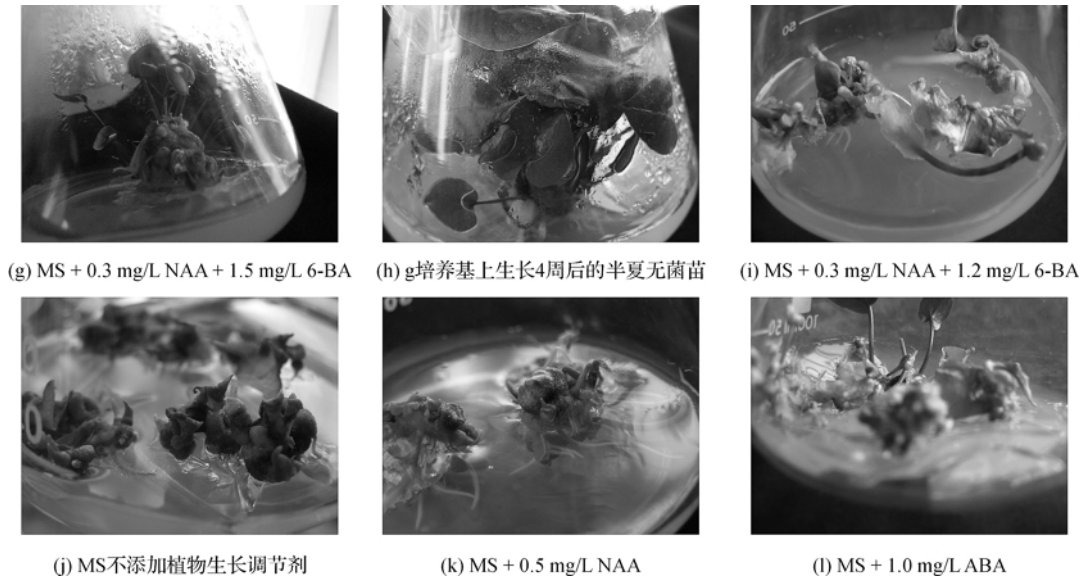 (g) MS + 0.3 mg/L NAA + 1.5 mg/L 6-BA
(h) g培养基上生长4周后的半夏无菌苗
(i) MS + 0.3 mg/L NAA + 1.2 mg/L 6-BA
(j) MS不添加植物生长调节剂
(k) MS + 0.5 mg/L NAA
(l) MS + 1.0 mg/L ABA